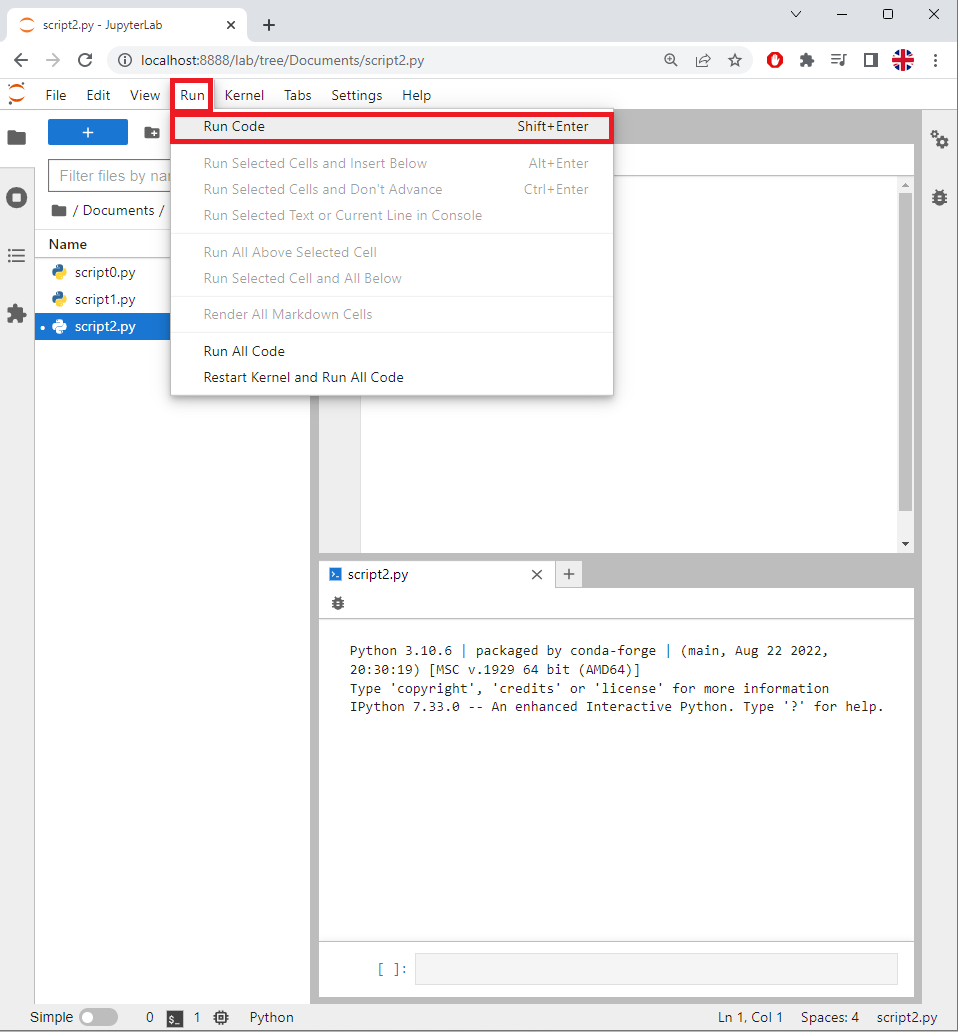 script2.py - JupyterLab
localhost:8888/lab/tree/Documents/script2.py
File Edit View Run Kernel Tabs Settings Help
+
Run Code Shift+Enter
Run Selected Cells and Insert Below Alt+Enter
Run Selected Cells and Don't Advance Ctrl+Enter
Run Selected Text or Current Line in Console
Run All Above Selected Cell
Run Selected Cell and All Below
Render All Markdown Cells
Run All Code
Restart Kernel and Run All Code
Filter files by nam
/ Documents /
Name
script0.py
script1.py
script2.py
script2.py
Python 3.10.6 | packaged by conda-forge | (main, Aug 22 2022,
20:30:19) [MSC v.1929 64 bit (AMD64)]
Type 'copyright', 'credits' or 'license' for more information
IPython 7.33.0 -- An enhanced Interactive Python. Type '?' for help.
[ ]:
Simple 0 $_ 1 Python Ln 1, Col 1 Spaces: 4 script2.py